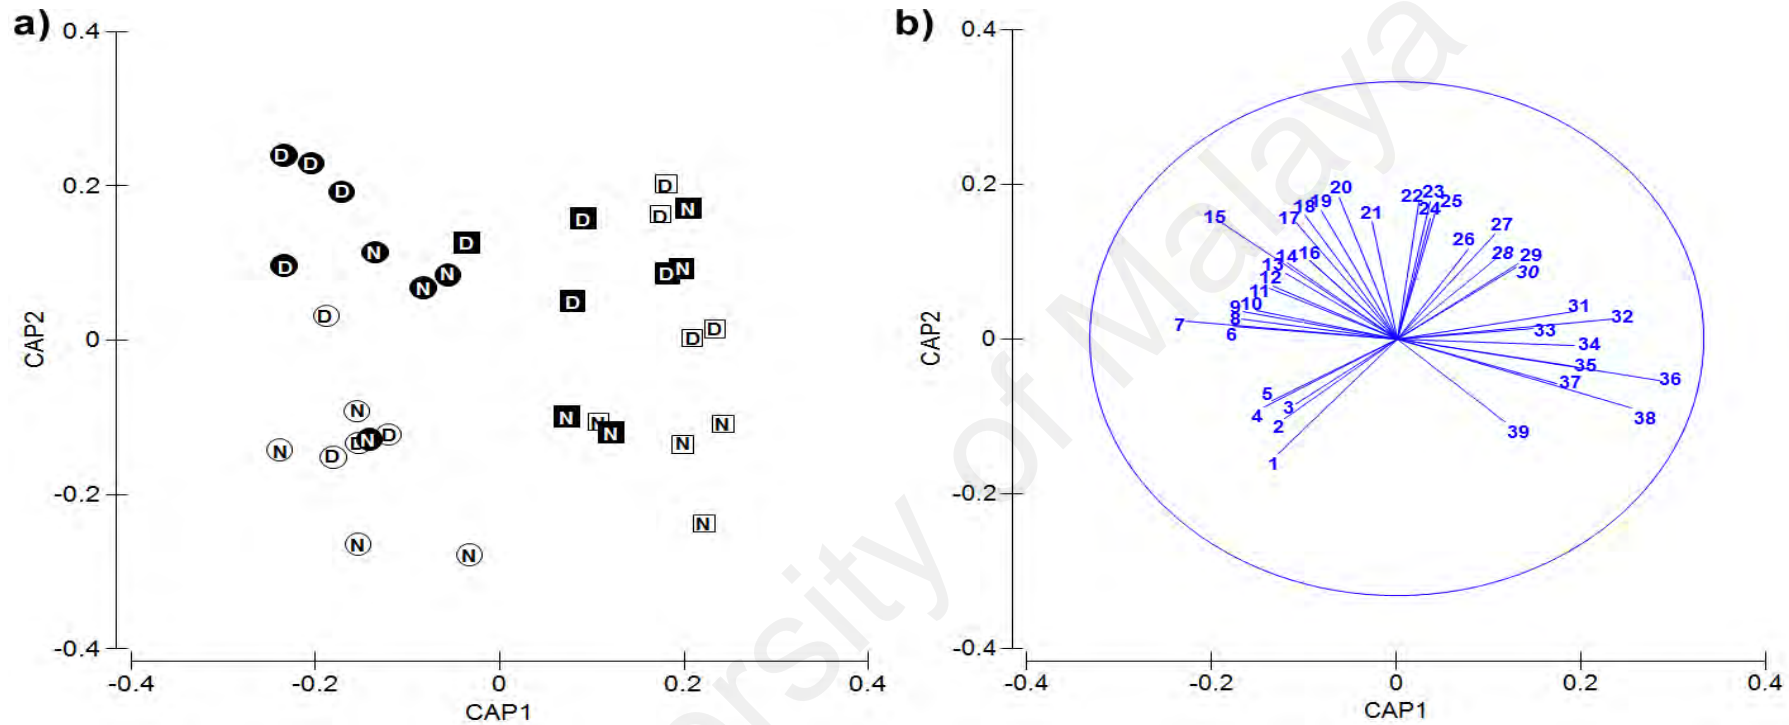 a)
0.4
0.2
0
-0.2
-0.4
CAP2
D D
D
D
N
N
N
D
D
D
D
D
N
N
D
D
D
D
N
N
D
D
N
D
N
N
N
N
N
N
N
N
-0.4 -0.2 0 0.2 0.4
CAP1
b)
0.4
0.2
0
-0.2
-0.4
CAP2
1
2
3
4
5
6
7
8
9
10
11
12
13
14
15
16
17
18
19
20
21
22
23
24
25
26
27
28
29
30
31
32
33
34
35
36
37
38
39
-0.4 -0.2 0 0.2 0.4
CAP1
ersity of Malaya